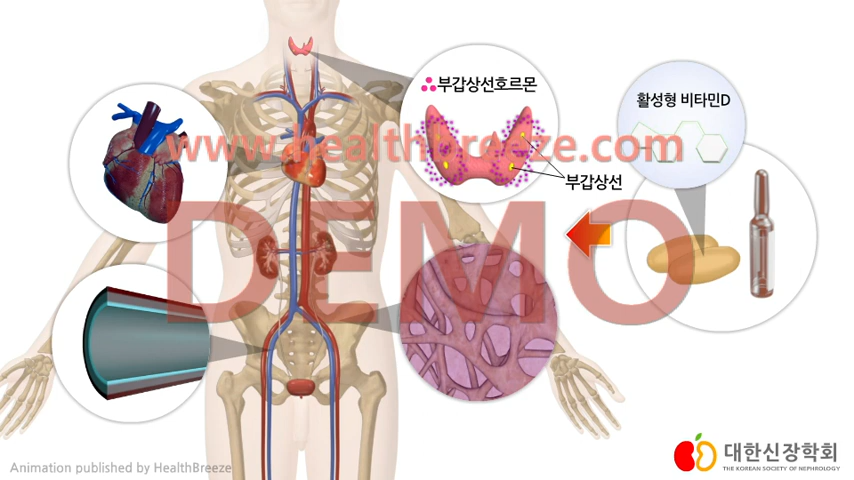 부갑상선호르몬
활성형 비타민D
www.healthbreeze.com
부갑상선
DEMO
대한신장학회
THE KOREAN SOCIETY OF NEPHROLOGY
Animation published by HealthBreeze